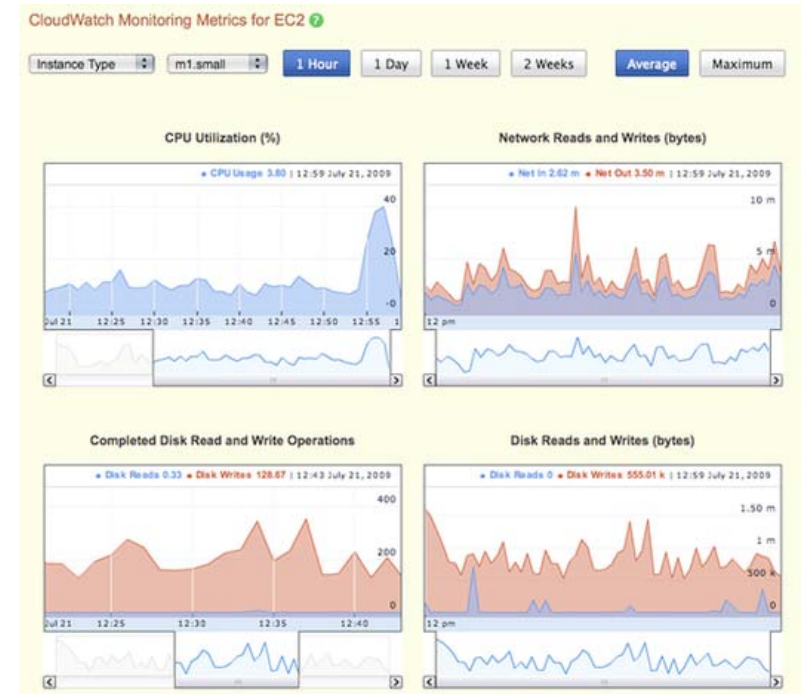 CloudWatch Monitoring Metrics for EC2 ?
Instance Type m1.small 1 Hour 1 Day 1 Week 2 Weeks Average Maximum
CPU Utilization (%)
CPU Usage 3.80 | 12:59 July 21, 2009
40
20
-0
Jul 21 12:25 12:30 12:35 12:40 12:45 12:50 12:55 1
Network Reads and Writes (bytes)
Net In 2.62 m Net Out 3.50 m | 12:59 July 21, 2009
10 m
5 m
0
12 pm
Completed Disk Read and Write Operations
Disk Reads 0.33 Disk Writes 128.67 | 12:43 July 21, 2009
400
200
0
Jul 21 12:25 12:30 12:35 12:40
Disk Reads and Writes (bytes)
Disk Reads 0 Disk Writes 555.01 k | 12:59 July 21, 2009
1.50 m
1 m
500 k
0
12 pm